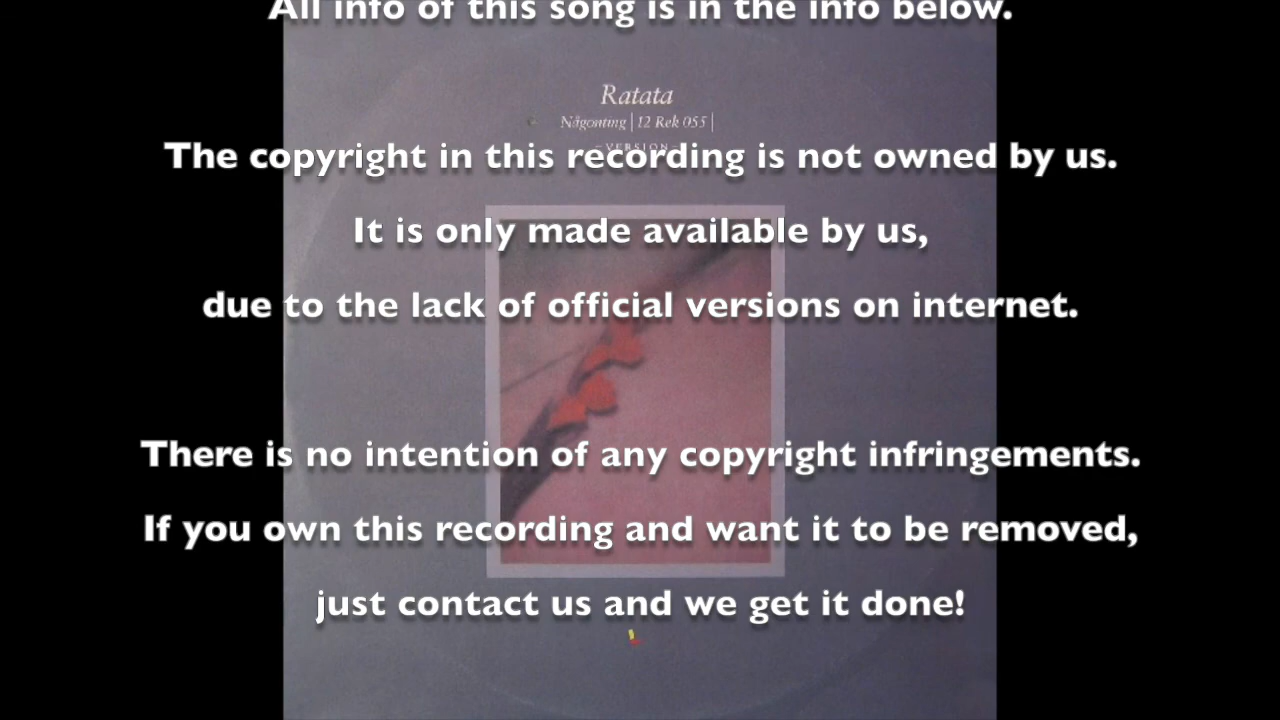 All info of this song is in the info below.
Ratata
Någonting | 12 Rek 055 |
- VERSION -
The copyright in this recording is not owned by us.
It is only made available by us,
due to the lack of official versions on internet.
There is no intention of any copyright infringements.
If you own this recording and want it to be removed,
just contact us and we get it done!